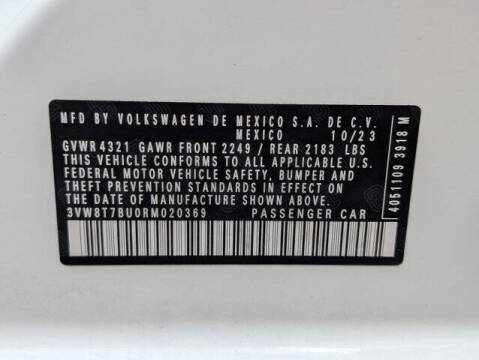 MFD BY VOLKSWAGEN DE MEXICO S.A. DE C.V.
MEXICO 10/23
GVWR 4321 GAWR FRONT 2249 / REAR 2183 LBS
THIS VEHICLE CONFORMS TO ALL APPLICABLE U.S.
FEDERAL MOTOR VEHICLE SAFETY, BUMPER AND
THEFT PREVENTION STANDARDS IN EFFECT ON
THE DATE OF MANUFACTURE SHOWN ABOVE.
3VW8T7BU0RM020369 PASSENGER CAR
4051109 3918 M